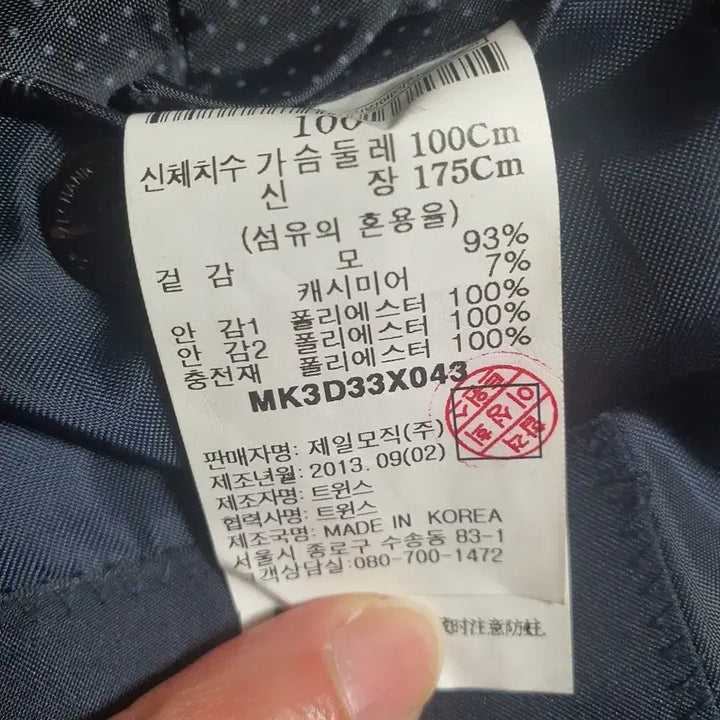 100
신체치수 가슴둘레 100Cm
신 장 175Cm
(섬유의 혼용율)
겉 감 모 93%
캐시미어 7%
안 감1 폴리에스터 100%
안 감2 폴리에스터 100%
충전재 폴리에스터 100%
MK3D33X043
판매자명: 제일모직(주)
제조년월: 2013. 09(02)
제조자명: 트윈스
협력사명: 트윈스
제조국명: MADE IN KOREA
서울시 종로구 수송동 83-1
고객상담실: 080-700-1472
时注意防蛀.